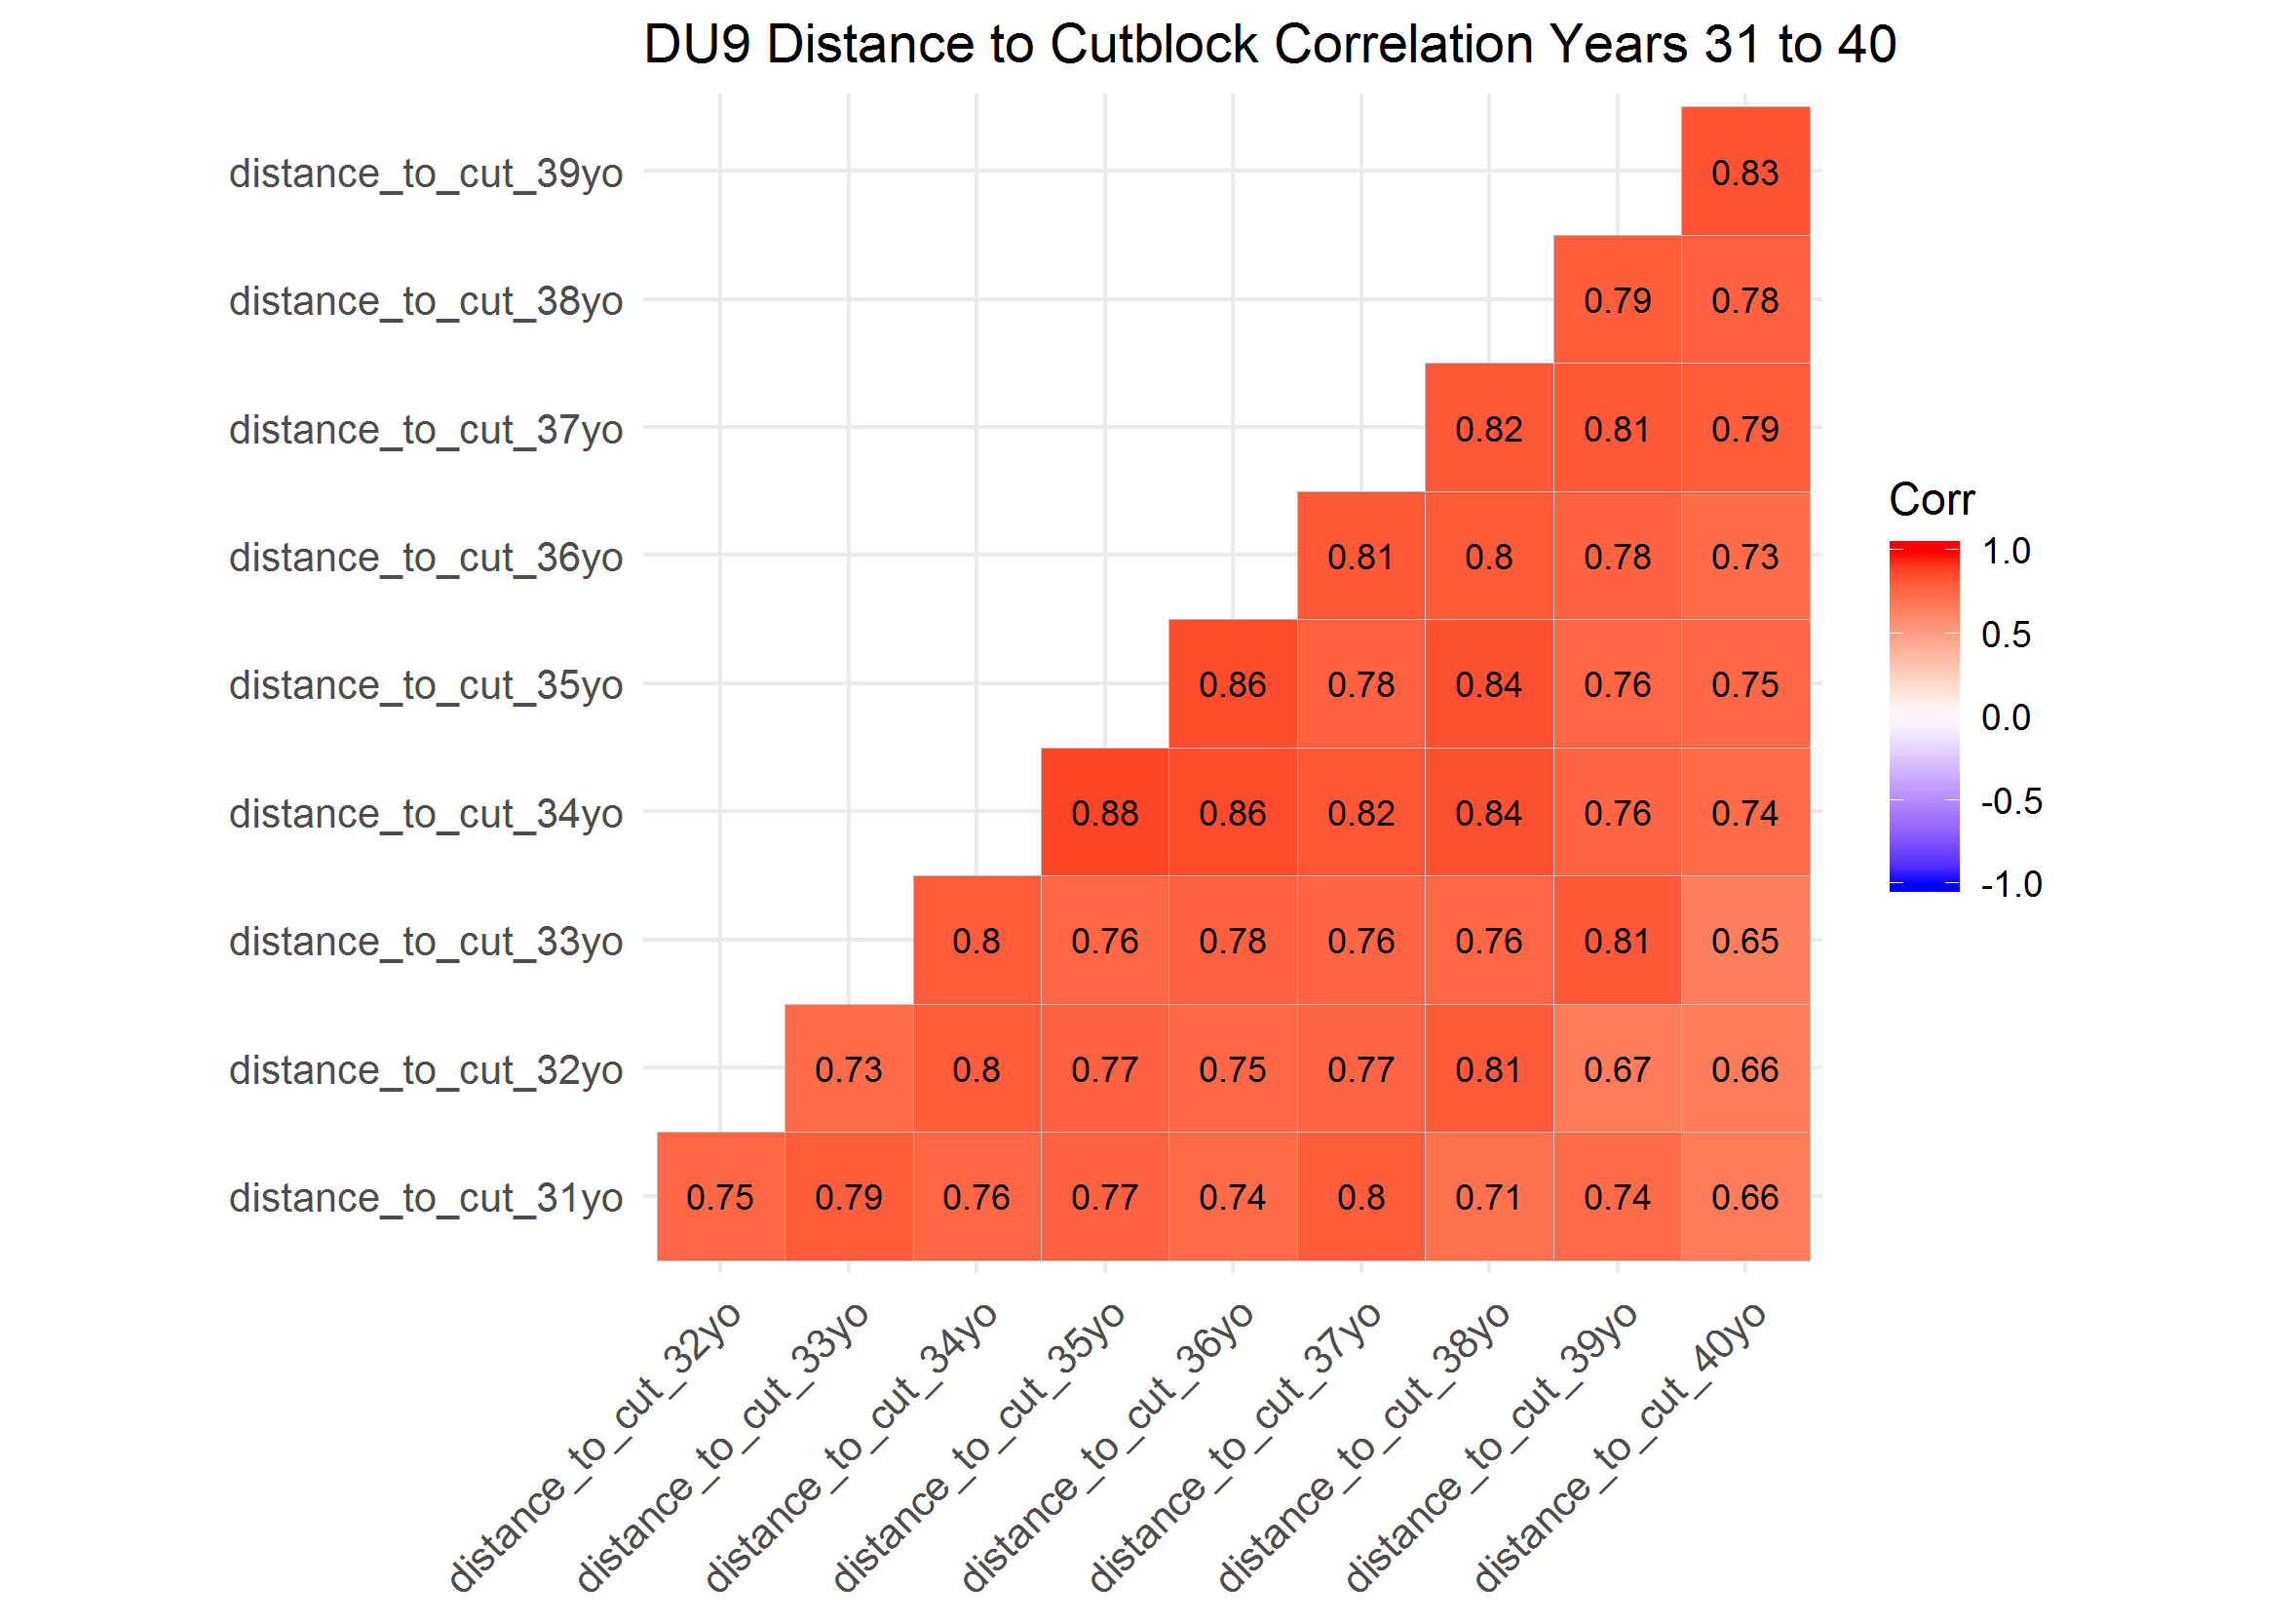 DU9 Distance to Cutblock Correlation Years 31 to 40
distance_to_cut_39yo
0.83
distance_to_cut_38yo
0.79 0.78
distance_to_cut_37yo
0.82 0.81 0.79
distance_to_cut_36yo
0.81 0.8 0.78 0.73
distance_to_cut_35yo
0.86 0.78 0.84 0.76 0.75
distance_to_cut_34yo
0.88 0.86 0.82 0.84 0.76 0.74
distance_to_cut_33yo
0.8 0.76 0.78 0.76 0.76 0.81 0.65
distance_to_cut_32yo
0.73 0.8 0.77 0.75 0.77 0.81 0.67 0.66
distance_to_cut_31yo
0.75 0.79 0.76 0.77 0.74 0.8 0.71 0.74 0.66
distance_to_cut_32yo
distance_to_cut_33yo
distance_to_cut_34yo
distance_to_cut_35yo
distance_to_cut_36yo
distance_to_cut_37yo
distance_to_cut_38yo
distance_to_cut_39yo
distance_to_cut_40yo
Corr
1.0
0.5
0.0
-0.5
-1.0